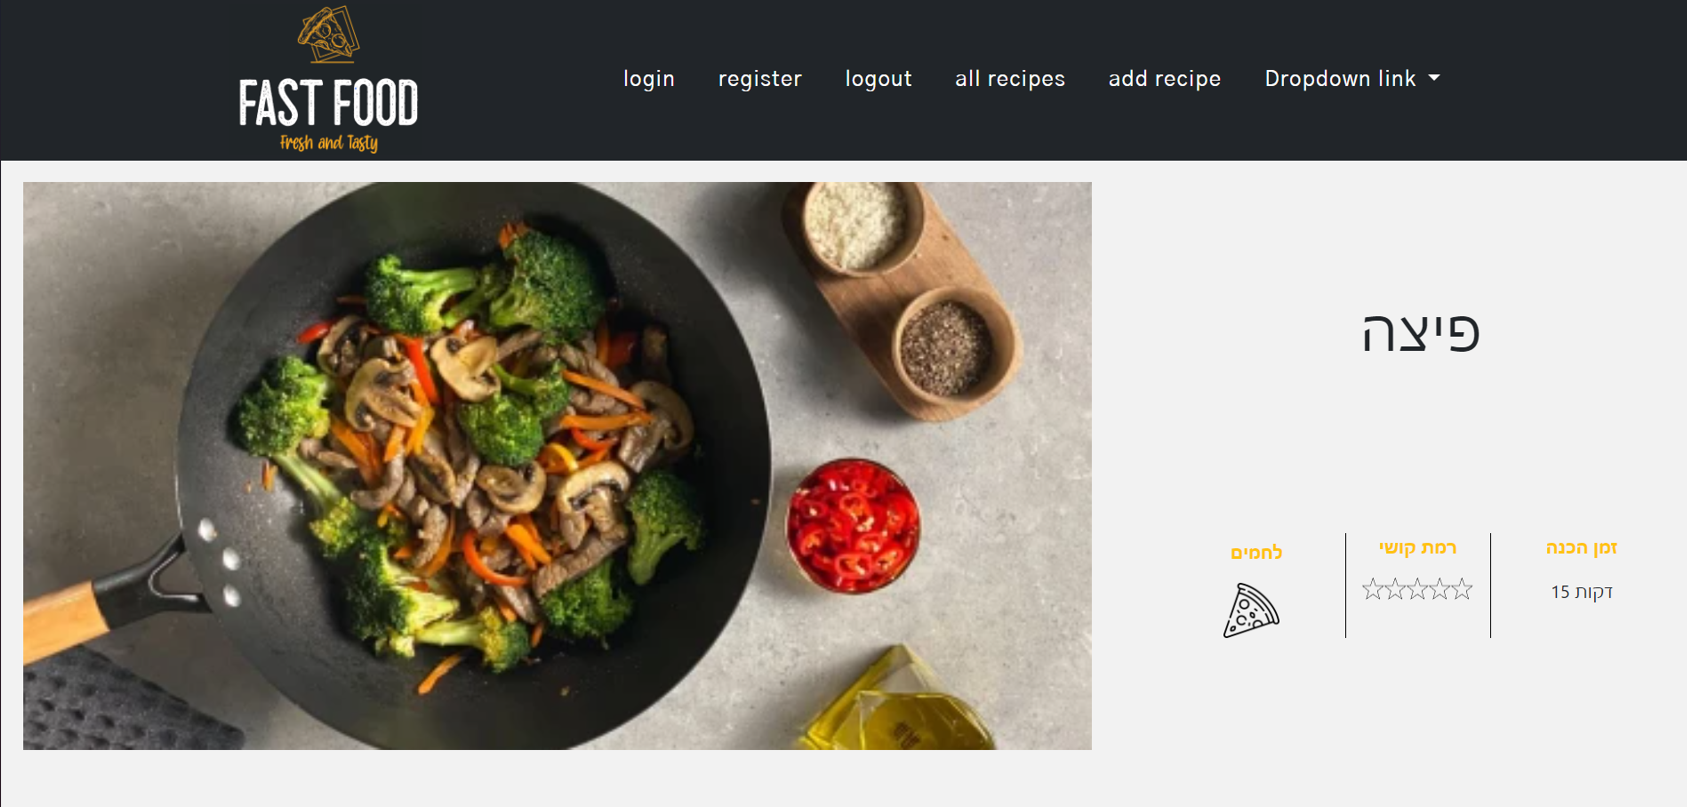 FAST FOOD
Fresh and Tasty
login register logout all recipes add recipe Dropdown link
פיצה
זמן הכנה
דקות 15
רמת קושי
לחמים